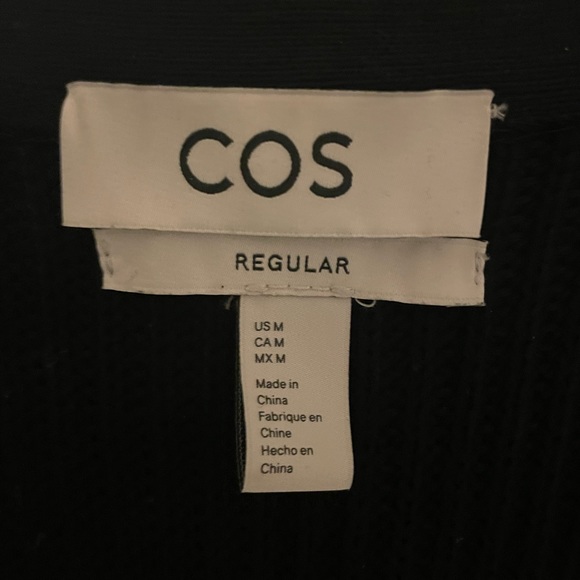 COS
REGULAR
US M
CA M
MX M
Made in
China
Fabrique en
Chine
Hecho en
China